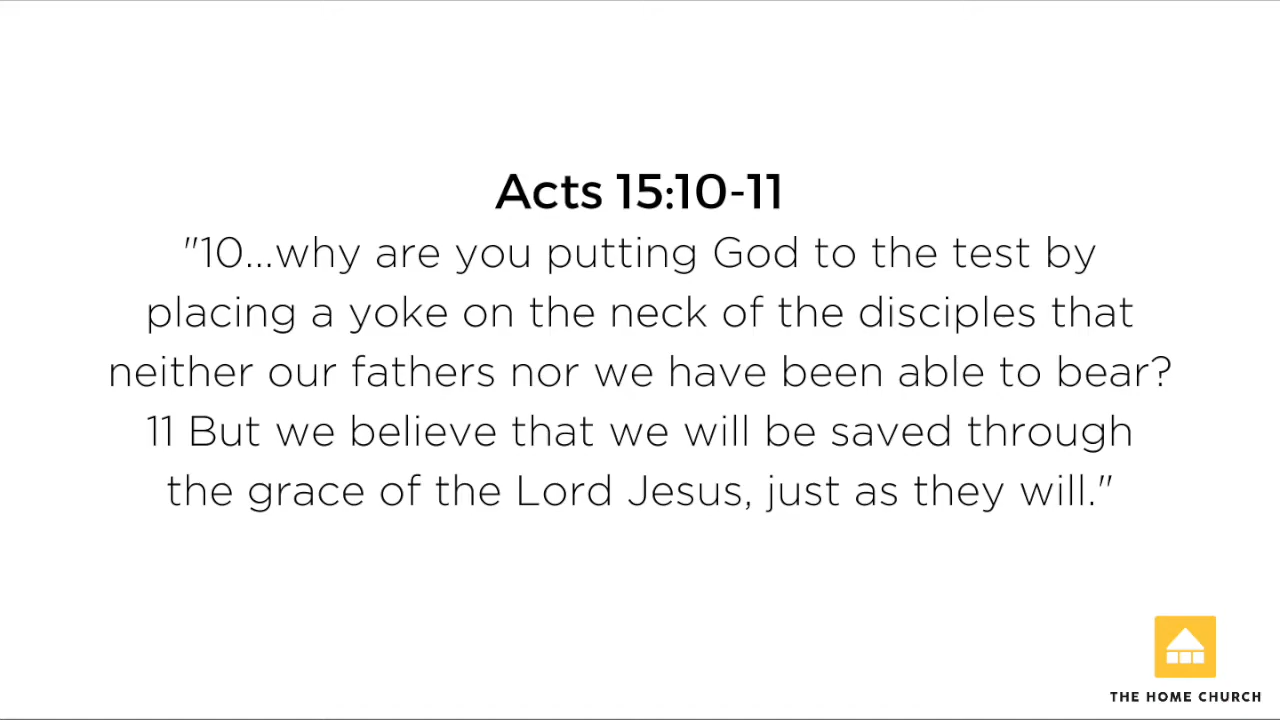 Acts 15:10-11
"10...why are you putting God to the test by
placing a yoke on the neck of the disciples that
neither our fathers nor we have been able to bear?
11 But we believe that we will be saved through
the grace of the Lord Jesus, just as they will."
THE HOME CHURCH